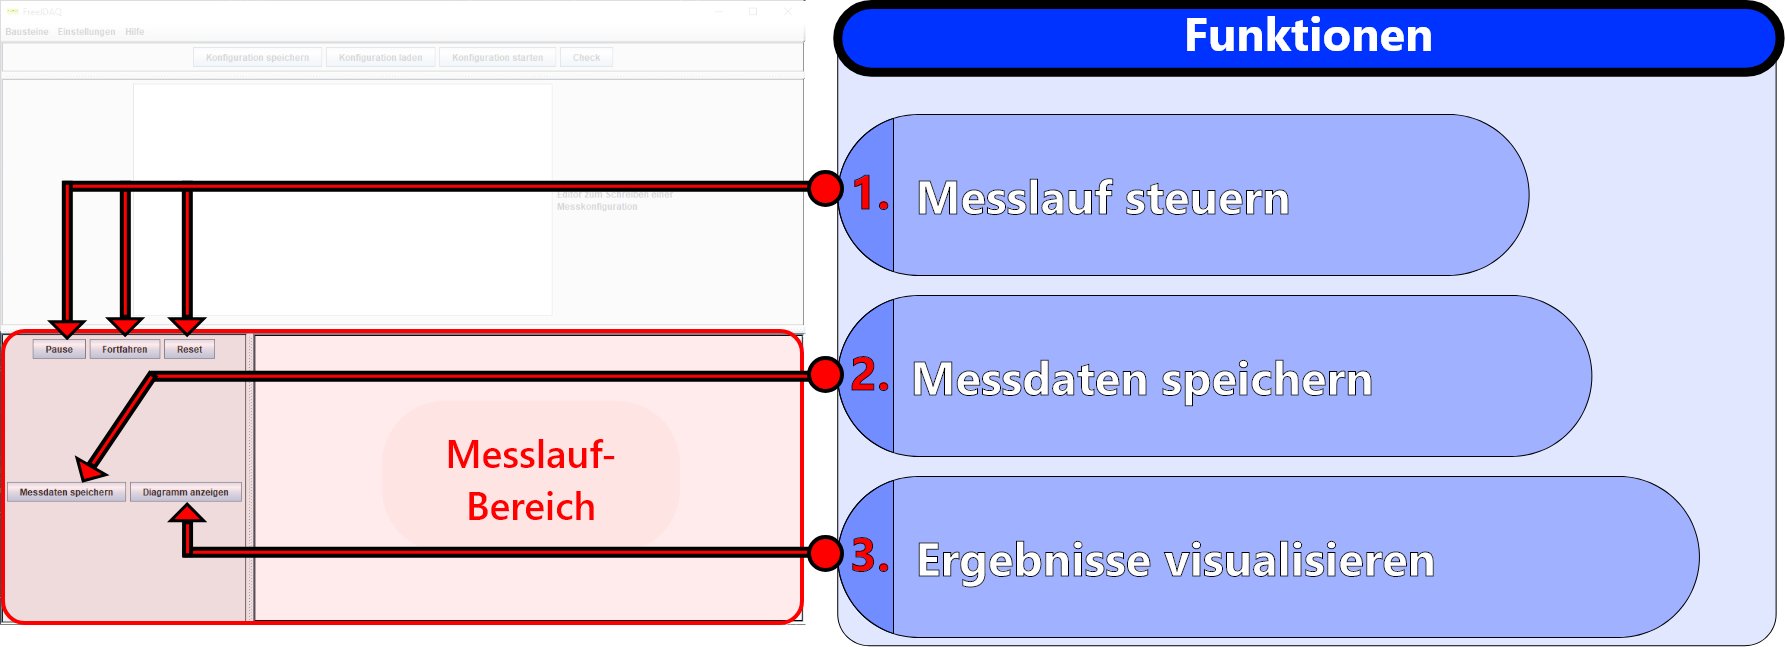 FreeIDAQ
Bausteine Einstellungen Hilfe
Konfiguration speichern Konfiguration laden Konfiguration starten Check
Editor zum Schreiben einer
Messkonfiguration
Pause Fortfahren Reset
Messdaten speichern Diagramm anzeigen
Messlauf-
Bereich
Funktionen
1. Messlauf steuern
2. Messdaten speichern
3. Ergebnisse visualisieren